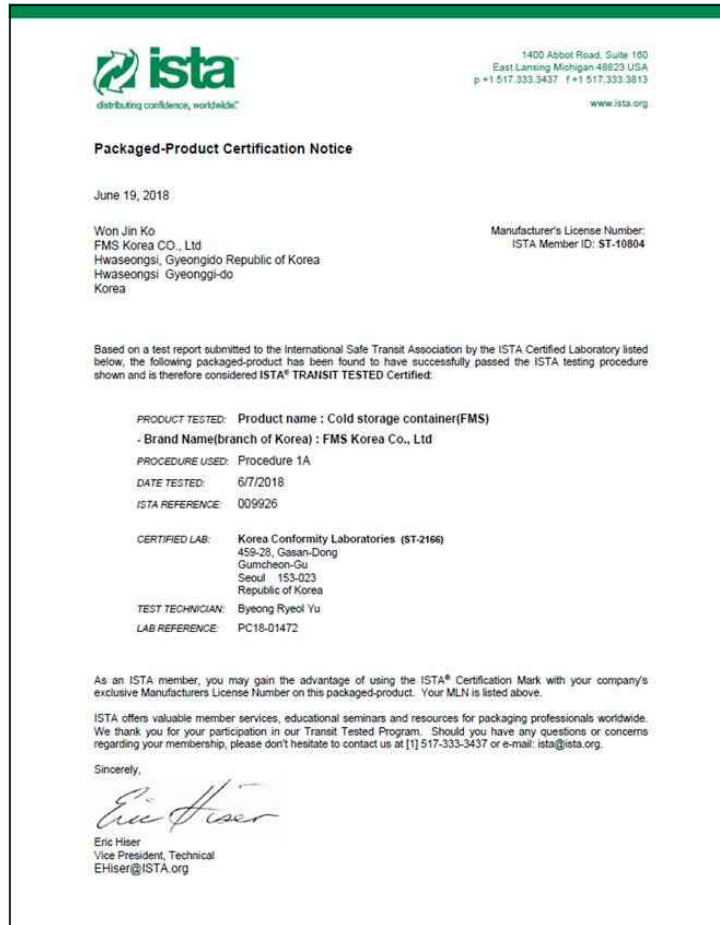 ista
distributing confidence, worldwide.™
1400 Abbot Road, Suite 160
East Lansing Michigan 48823 USA
p +1 517.333.3437 f +1 517.333.3813
www.ista.org
Packaged-Product Certification Notice
June 19, 2018
Won Jin Ko
FMS Korea CO., Ltd
Hwaseongsi, Gyeongido Republic of Korea
Hwaseongsi Gyeonggi-do
Korea
Manufacturer's License Number:
ISTA Member ID: ST-10804
Based on a test report submitted to the International Safe Transit Association by the ISTA Certified Laboratory listed
below, the following packaged-product has been found to have successfully passed the ISTA testing procedure
shown and is therefore considered ISTA® TRANSIT TESTED Certified:
PRODUCT TESTED: Product name : Cold storage container(FMS)
- Brand Name(branch of Korea) : FMS Korea Co., Ltd
PROCEDURE USED: Procedure 1A
DATE TESTED: 6/7/2018
ISTA REFERENCE: 009926
CERTIFIED LAB: Korea Conformity Laboratories (ST-2166)
459-28, Gasan-Dong
Gumcheon-Gu
Seoul 153-023
Republic of Korea
TEST TECHNICIAN: Byeong Ryeol Yu
LAB REFERENCE: PC18-01472
As an ISTA member, you may gain the advantage of using the ISTA® Certification Mark with your company's
exclusive Manufacturers License Number on this packaged-product. Your MLN is listed above.
ISTA offers valuable member services, educational seminars and resources for packaging professionals worldwide.
We thank you for your participation in our Transit Tested Program. Should you have any questions or concerns
regarding your membership, please don't hesitate to contact us at [1] 517-333-3437 or e-mail: ista@ista.org.
Sincerely,
Eric Hiser
Eric Hiser
Vice President, Technical
EHiser@ISTA.org